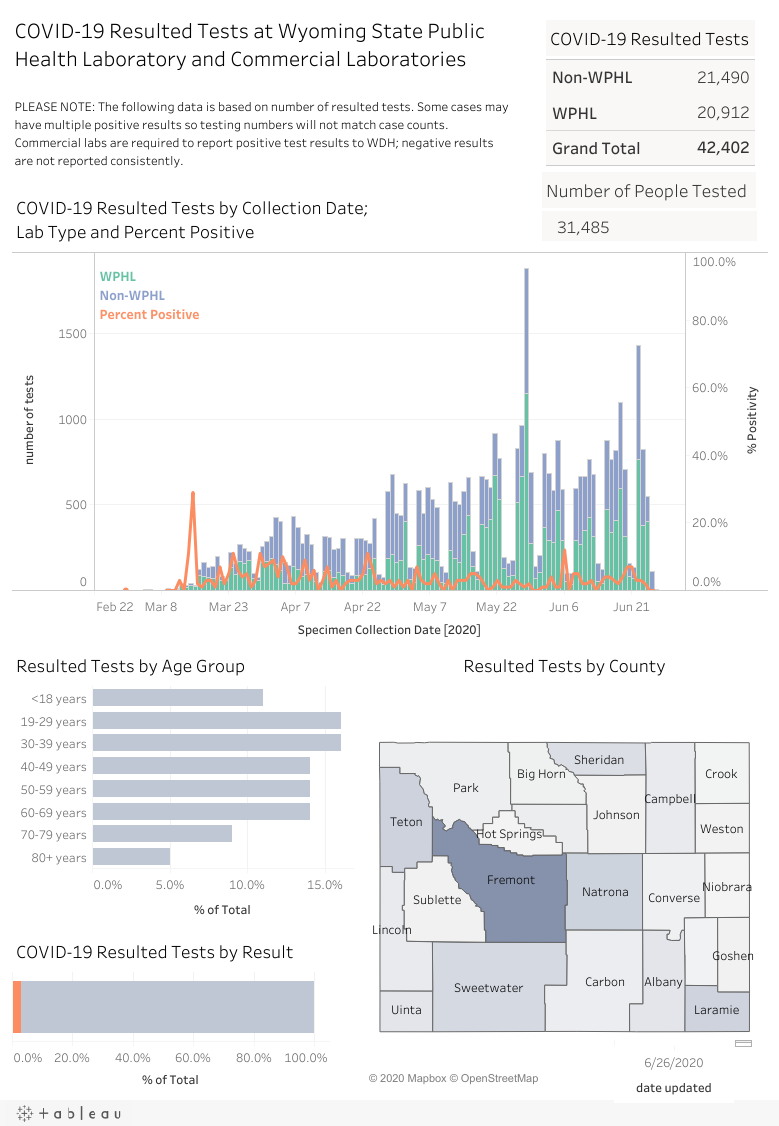 COVID-19 Resulted Tests at Wyoming State Public
Health Laboratory and Commercial Laboratories
PLEASE NOTE: The following data is based on number of resulted tests. Some cases may
have multiple positive results so testing numbers will not match case counts.
Commercial labs are required to report positive test results to WDH; negative results
are not reported consistently.
COVID-19 Resulted Tests
Non-WPHL 21,490
WPHL 20,912
Grand Total 42,402
Number of People Tested
31,485
COVID-19 Resulted Tests by Collection Date;
Lab Type and Percent Positive
WPHL
Non-WPHL
Percent Positive
number of tests
1500
1000
500
0
100.0%
80.0%
60.0%
40.0%
20.0%
0.0%
% Positivity
Feb 22 Mar 8 Mar 23 Apr 7 Apr 22 May 7 May 22 Jun 6 Jun 21
Specimen Collection Date [2020]
Resulted Tests by Age Group
<18 years
19-29 years
30-39 years
40-49 years
50-59 years
60-69 years
70-79 years
80+ years
0.0% 5.0% 10.0% 15.0%
% of Total
COVID-19 Resulted Tests by Result
0.0% 20.0% 40.0% 60.0% 80.0% 100.0%
% of Total
Resulted Tests by County
Sheridan
Big Horn
Crook
Park
Campbell
Johnson
Teton
Weston
Hot Springs
Fremont
Natrona
Niobrara
Converse
Sublette
Lincoln
Goshen
Sweetwater
Carbon
Albany
Uinta
Laramie
© 2020 Mapbox © OpenStreetMap
6/26/2020
date updated
+ a b l e a u